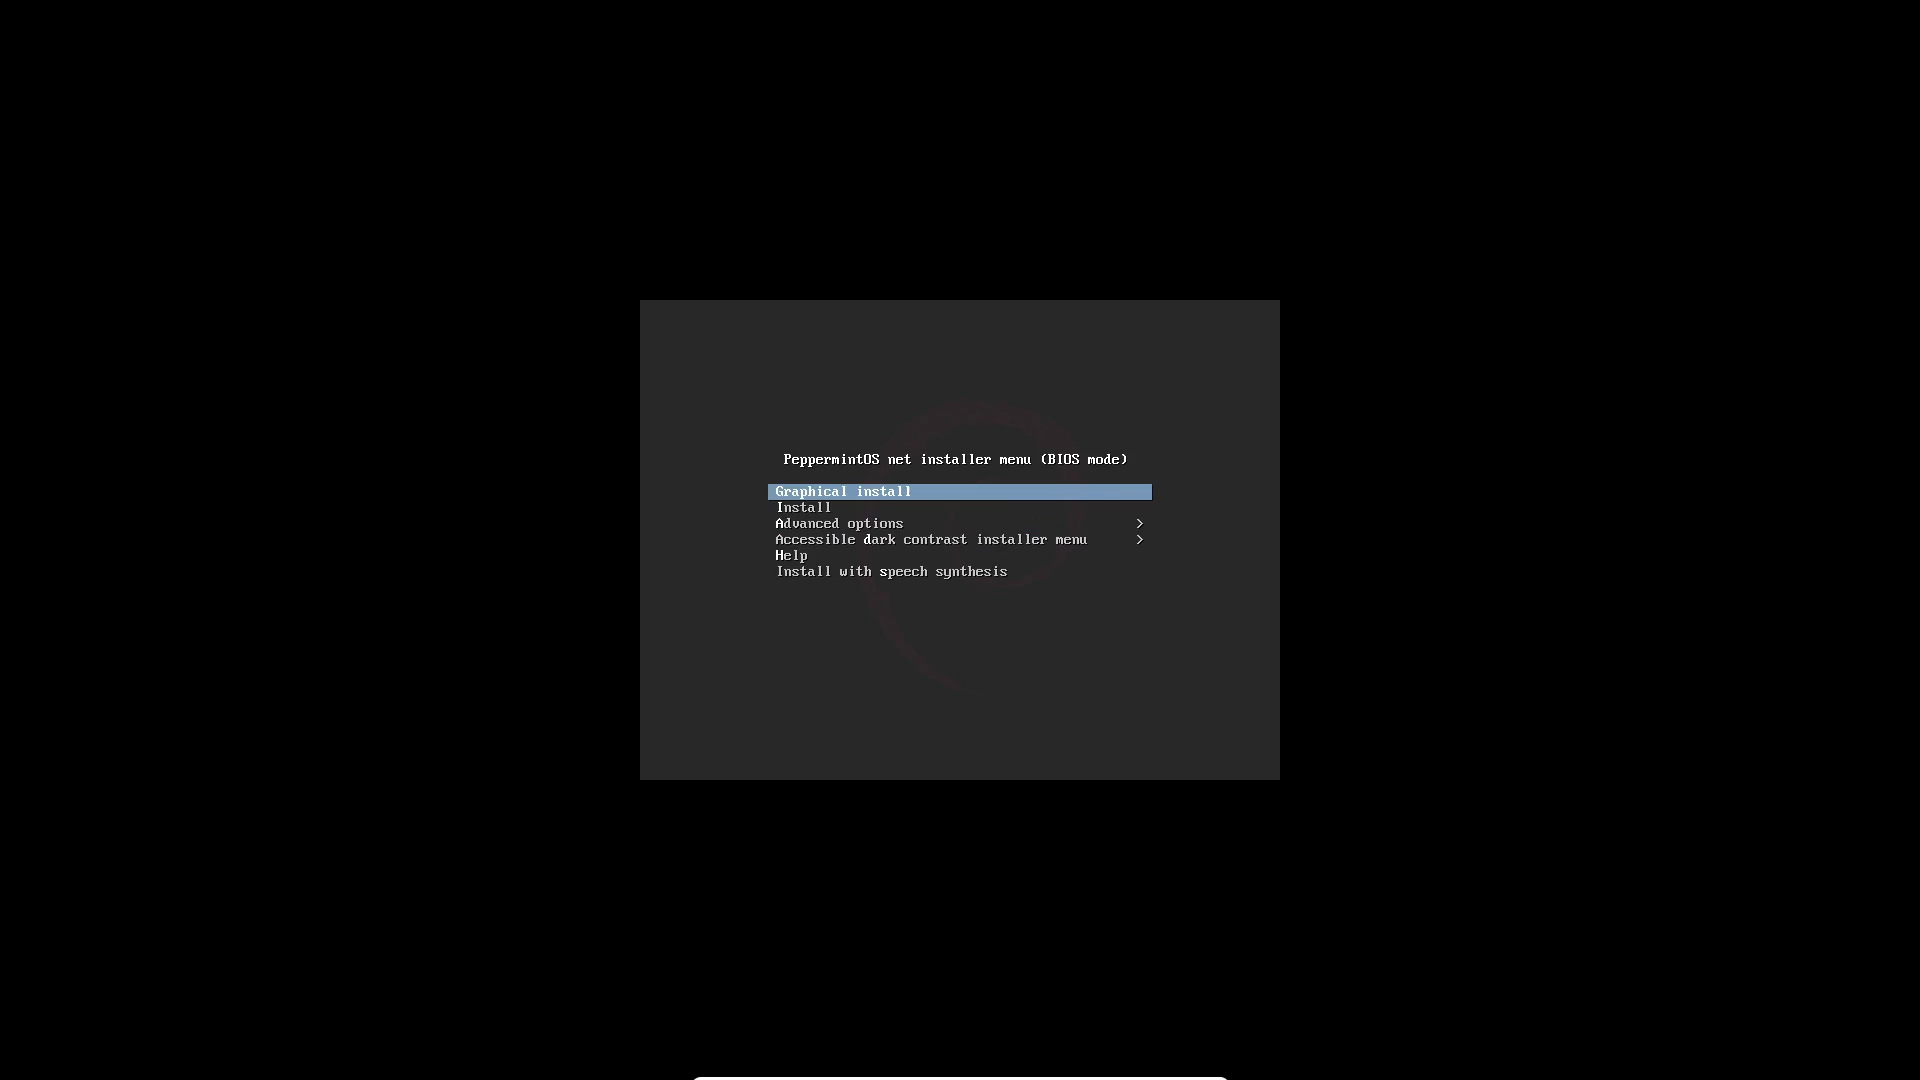 PeppermintOS net installer menu (BIOS mode)
Graphical install
Install
Advanced options >
Accessible dark contrast installer menu >
Help
Install with speech synthesis